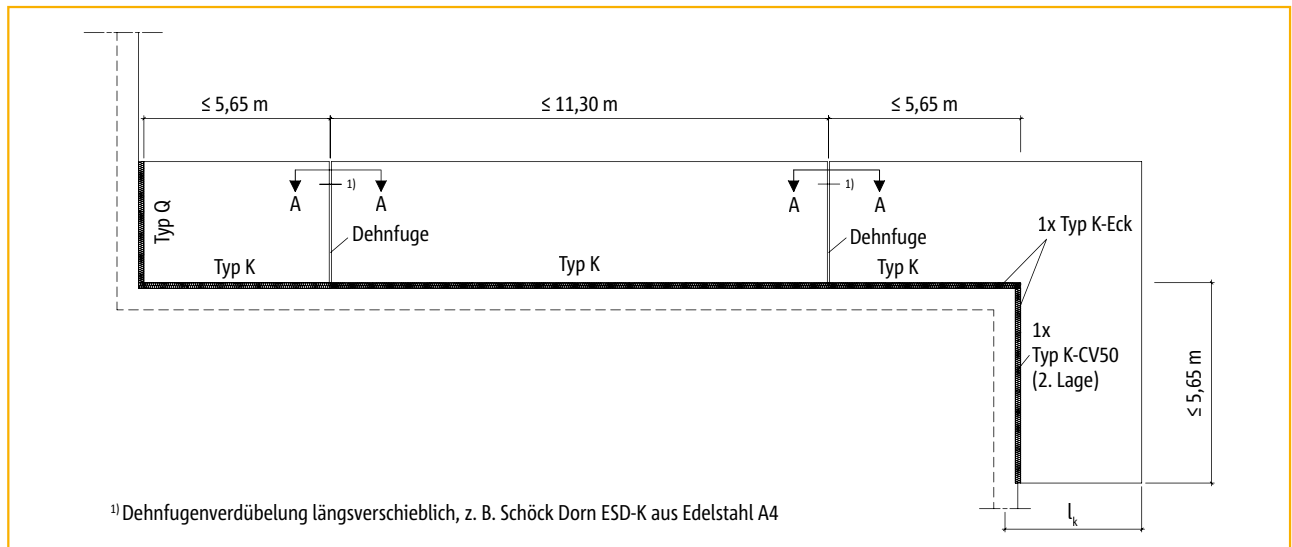 ≤ 5,65 m
≤ 11,30 m
≤ 5,65 m
1)
1)
A
A
A
A
Typ Q
Dehnfuge
Dehnfuge
1x Typ K-Eck
Typ K
Typ K
Typ K
1x
Typ K-CV50
(2. Lage)
≤ 5,65 m
1) Dehnfugenverdübelung längsverschieblich, z. B. Schöck Dorn ESD-K aus Edelstahl A4
lk